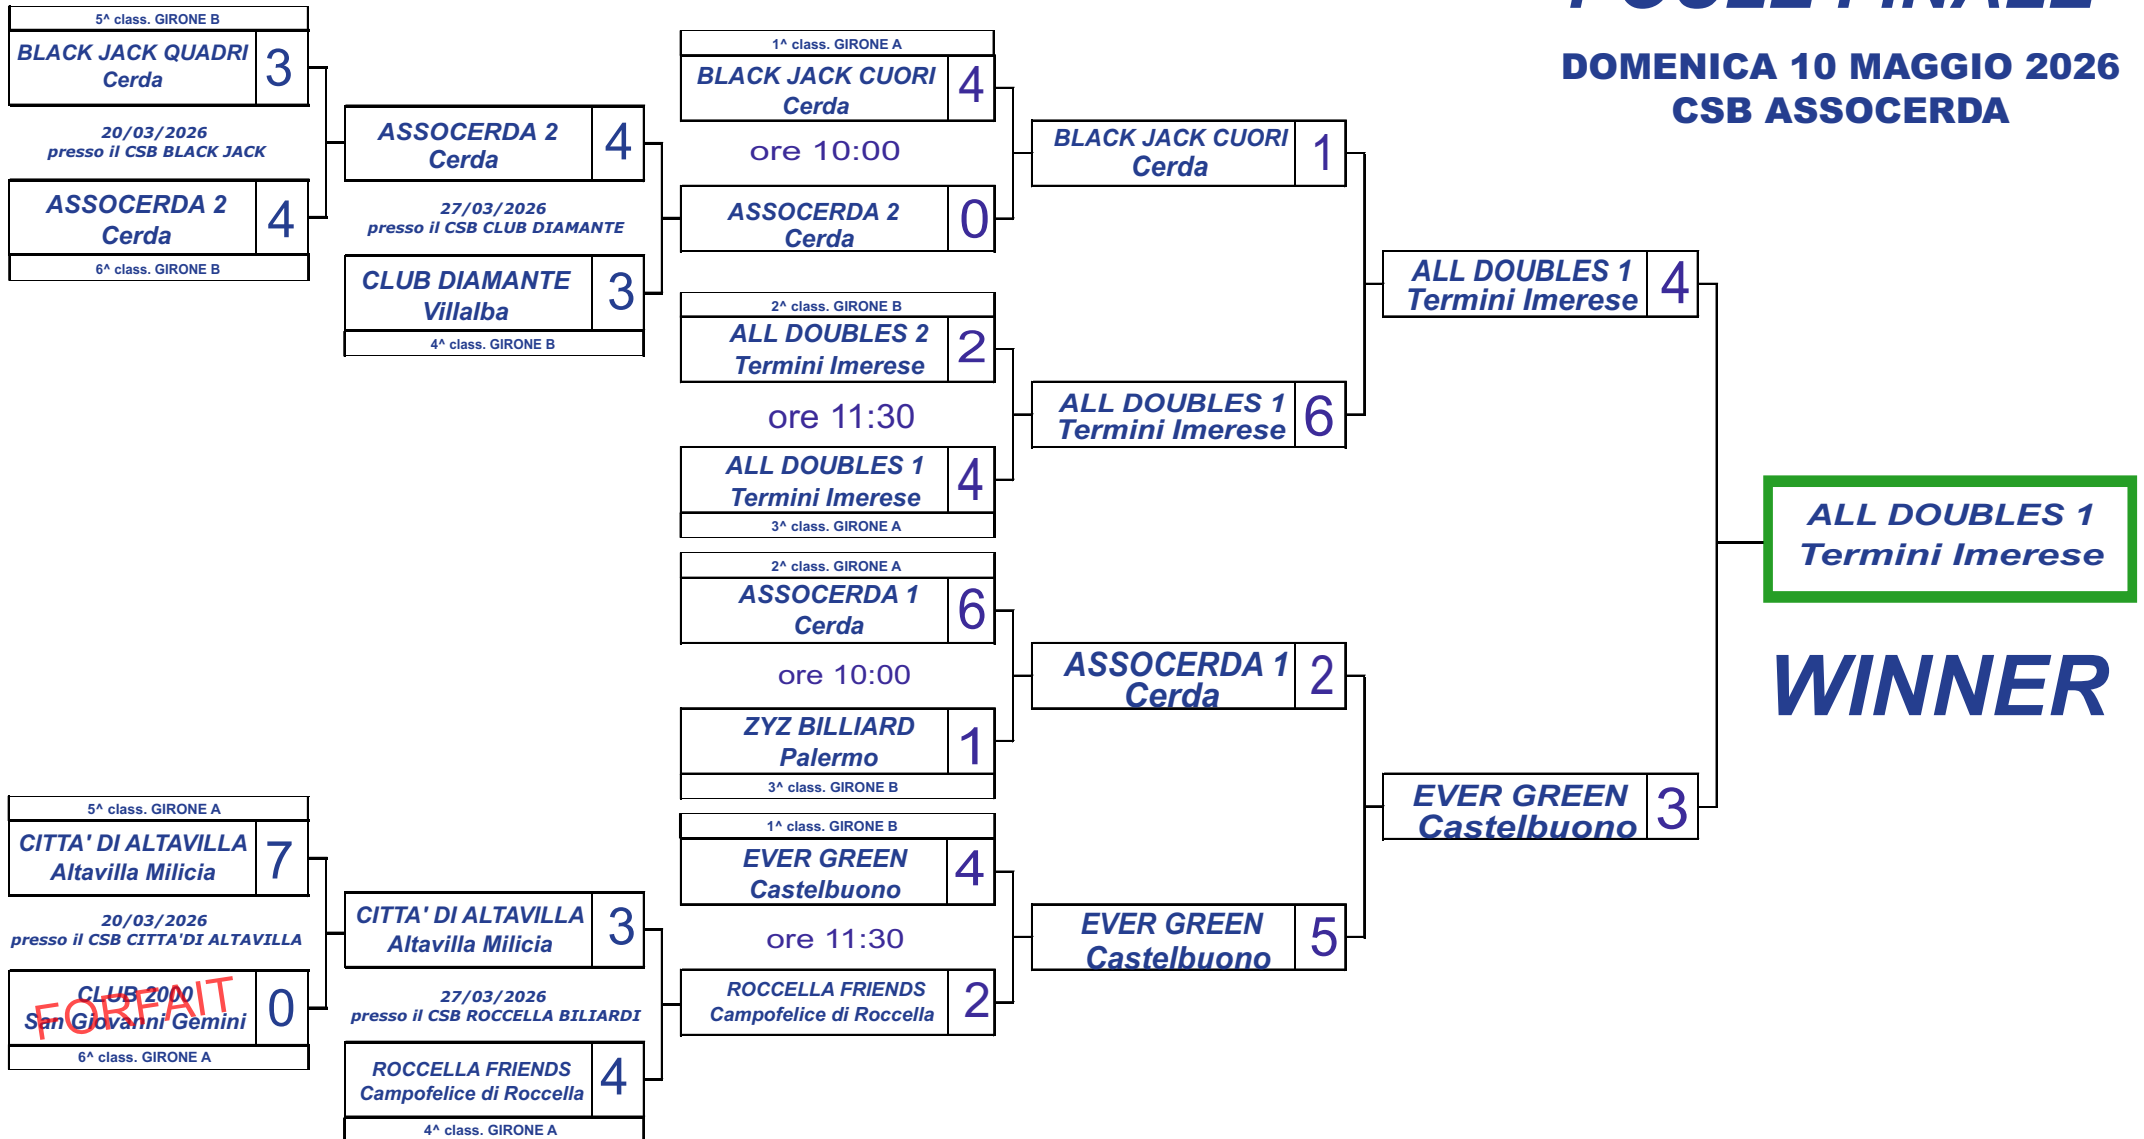 POULE FINALE
DOMENICA 10 MAGGIO 2026
CSB ASSOCERDA
5^ class. GIRONE B
BLACK JACK QUADRI
Cerda
3
20/03/2026
presso il CSB BLACK JACK
ASSOCERDA 2
Cerda
4
6^ class. GIRONE B
ASSOCERDA 2
Cerda
4
27/03/2026
presso il CSB CLUB DIAMANTE
CLUB DIAMANTE
Villalba
3
4^ class. GIRONE B
1^ class. GIRONE A
BLACK JACK CUORI
Cerda
4
ore 10:00
ASSOCERDA 2
Cerda
0
2^ class. GIRONE B
ALL DOUBLES 2
Termini Imerese
2
ore 11:30
ALL DOUBLES 1
Termini Imerese
4
3^ class. GIRONE A
2^ class. GIRONE A
ASSOCERDA 1
Cerda
6
ore 10:00
ZYZ BILLIARD
Palermo
1
3^ class. GIRONE B
1^ class. GIRONE B
EVER GREEN
Castelbuono
4
ore 11:30
ROCCELLA FRIENDS
Campofelice di Roccella
2
5^ class. GIRONE A
CITTA' DI ALTAVILLA
Altavilla Milicia
7
20/03/2026
presso il CSB CITTA'DI ALTAVILLA
CLUB 2000
San Giovanni Gemini
0
FORFAIT
6^ class. GIRONE A
CITTA' DI ALTAVILLA
Altavilla Milicia
3
27/03/2026
presso il CSB ROCCELLA BILIARDI
ROCCELLA FRIENDS
Campofelice di Roccella
4
4^ class. GIRONE A
BLACK JACK CUORI
Cerda
1
ALL DOUBLES 1
Termini Imerese
6
ASSOCERDA 1
Cerda
2
EVER GREEN
Castelbuono
5
ALL DOUBLES 1
Termini Imerese
4
EVER GREEN
Castelbuono
3
ALL DOUBLES 1
Termini Imerese
WINNER